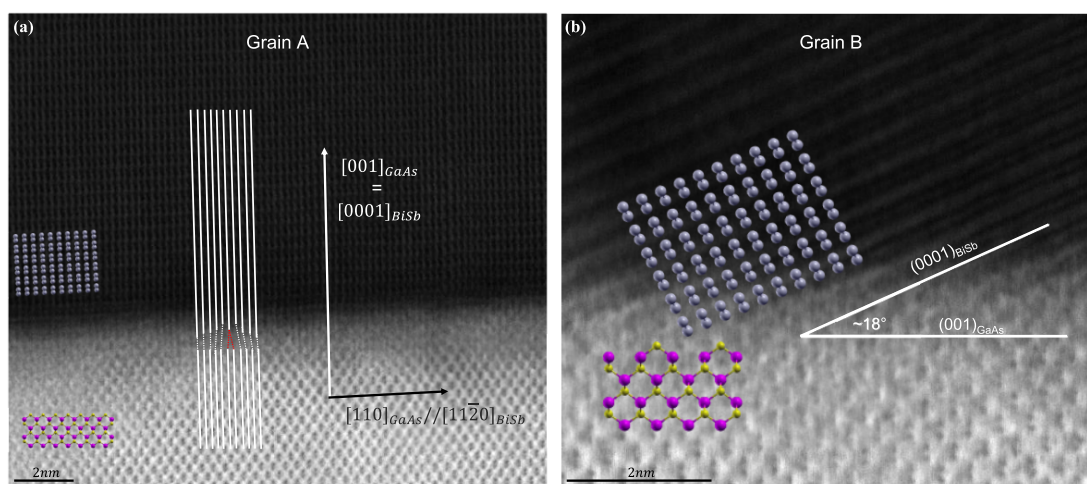 (a)
Grain A
[001]GaAs
=
[0001]BiSb
[110]GaAs//[112̅0]BiSb
2nm
(b)
Grain B
(0001)BiSb
~18°
(001)GaAs
2nm